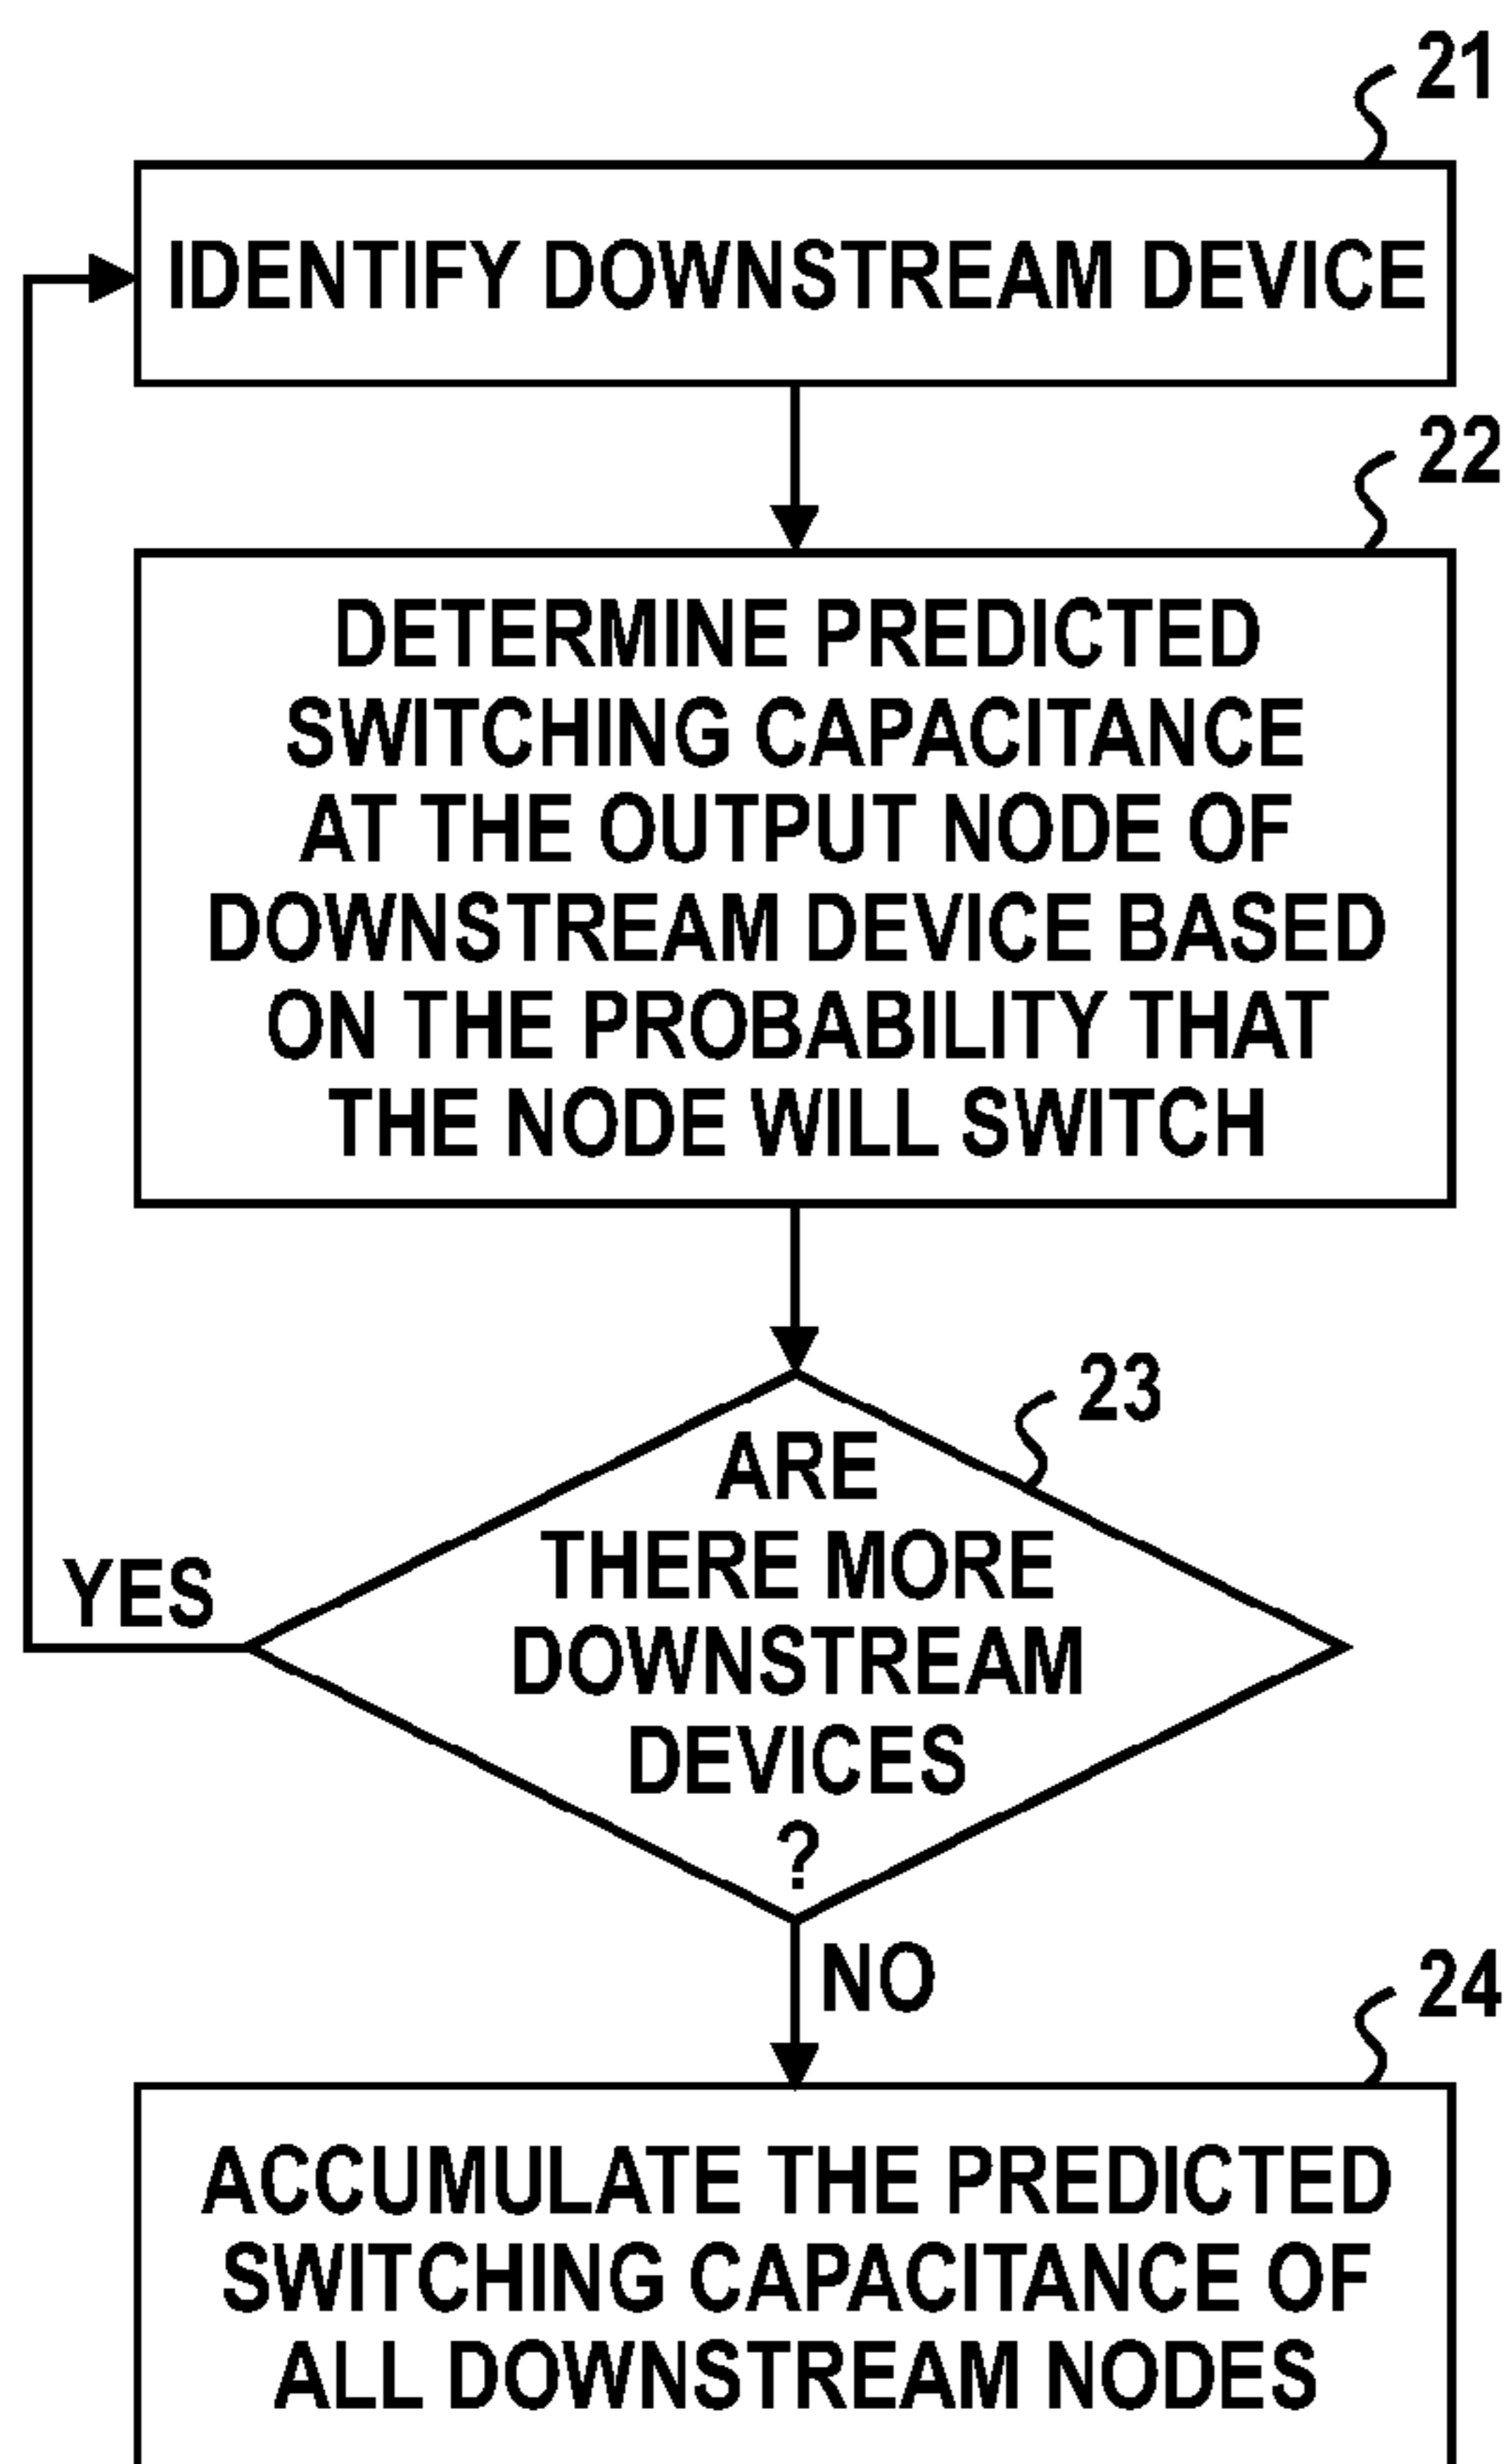 21
IDENTIFY DOWNSTREAM DEVICE
22
DETERMINE PREDICTED
SWITCHING CAPACITANCE
AT THE OUTPUT NODE OF
DOWNSTREAM DEVICE BASED
ON THE PROBABILITY THAT
THE NODE WILL SWITCH
23
ARE
THERE MORE
DOWNSTREAM
DEVICES
?
YES
NO
24
ACCUMULATE THE PREDICTED
SWITCHING CAPACITANCE OF
ALL DOWNSTREAM NODES